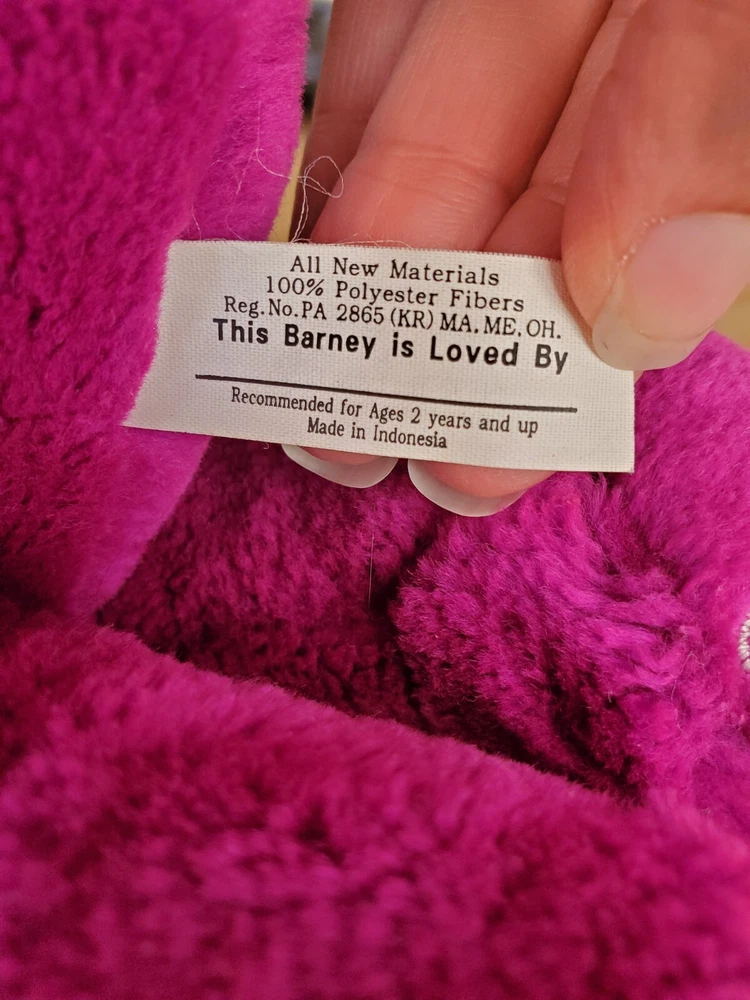 All New Materials
100% Polyester Fibers
Reg.No.PA 2865 (KR) MA. ME. OH.
This Barney is Loved By
Recommended for Ages 2 years and up
Made in Indonesia